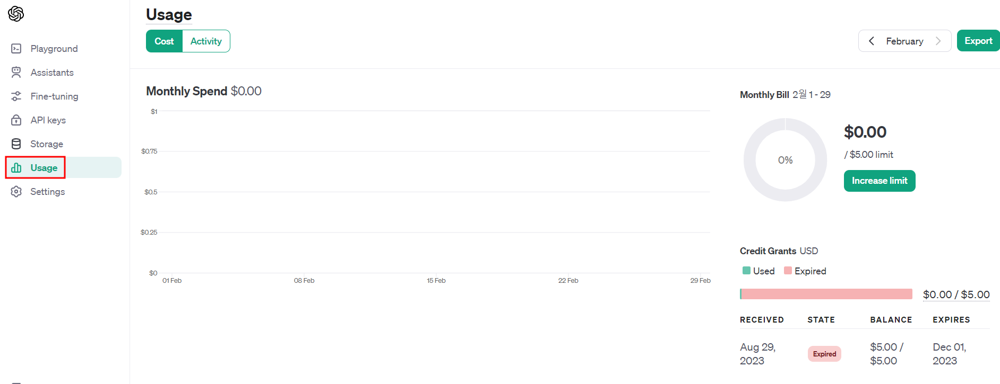 Usage
Cost Activity
February
Export
Playground
Assistants
Fine-tuning
API keys
Storage
Usage
Settings
Monthly Spend $0.00
$1
$0.75
$0.5
$0.25
$0
01 Feb 08 Feb 15 Feb 22 Feb 29 Feb
Monthly Bill 2월 1 - 29
0%
$0.00
/ $5.00 limit
Increase limit
Credit Grants USD
Used Expired
$0.00 / $5.00
RECEIVED STATE BALANCE EXPIRES
Aug 29, 2023 Expired $5.00 / $5.00 Dec 01, 2023